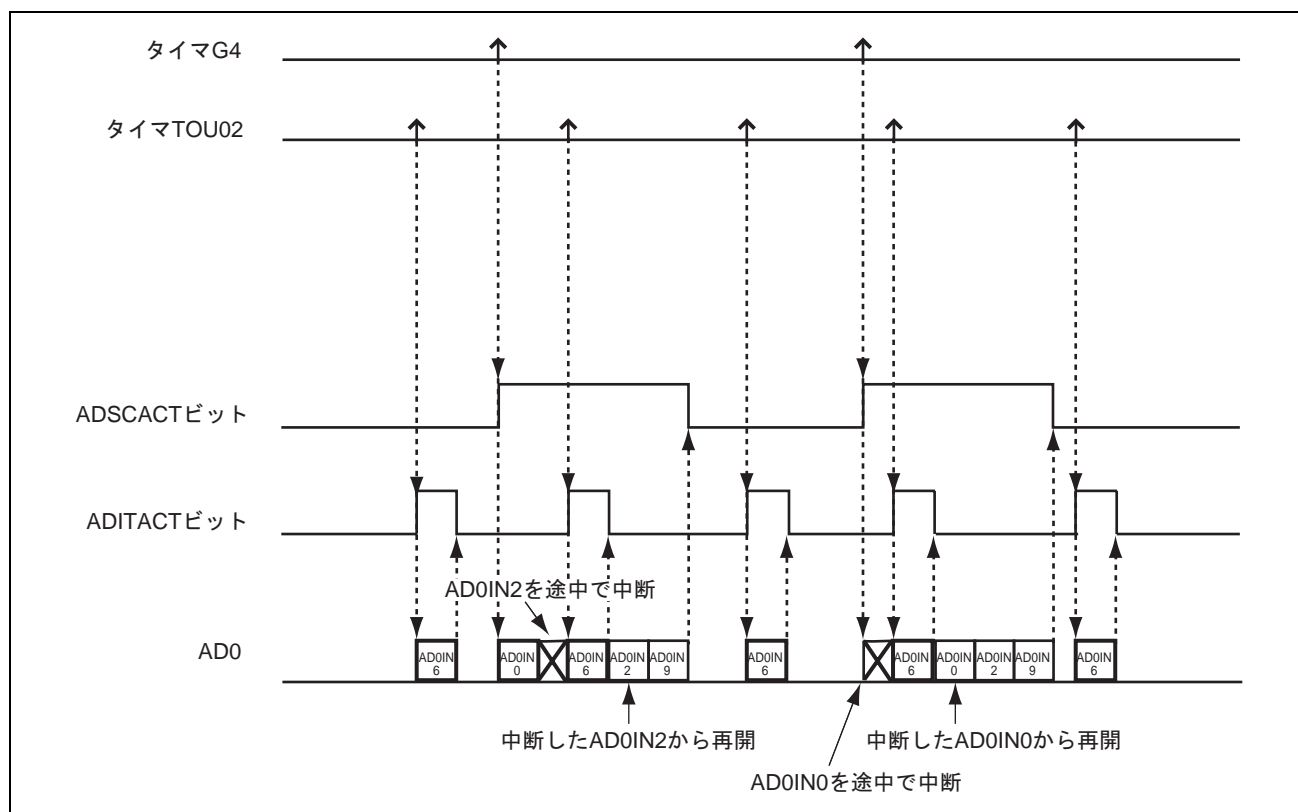 タイマG4
タイマTOU02
ADSCACTビット
ADITACTビット
AD0IN2を途中で中断
AD0
AD0IN
6
AD0IN
0
AD0IN
6
AD0IN
2
AD0IN
9
AD0IN
6
AD0IN
6
AD0IN
0
AD0IN
2
AD0IN
9
AD0IN
6
中断したAD0IN2から再開
中断したAD0IN0から再開
AD0IN0を途中で中断